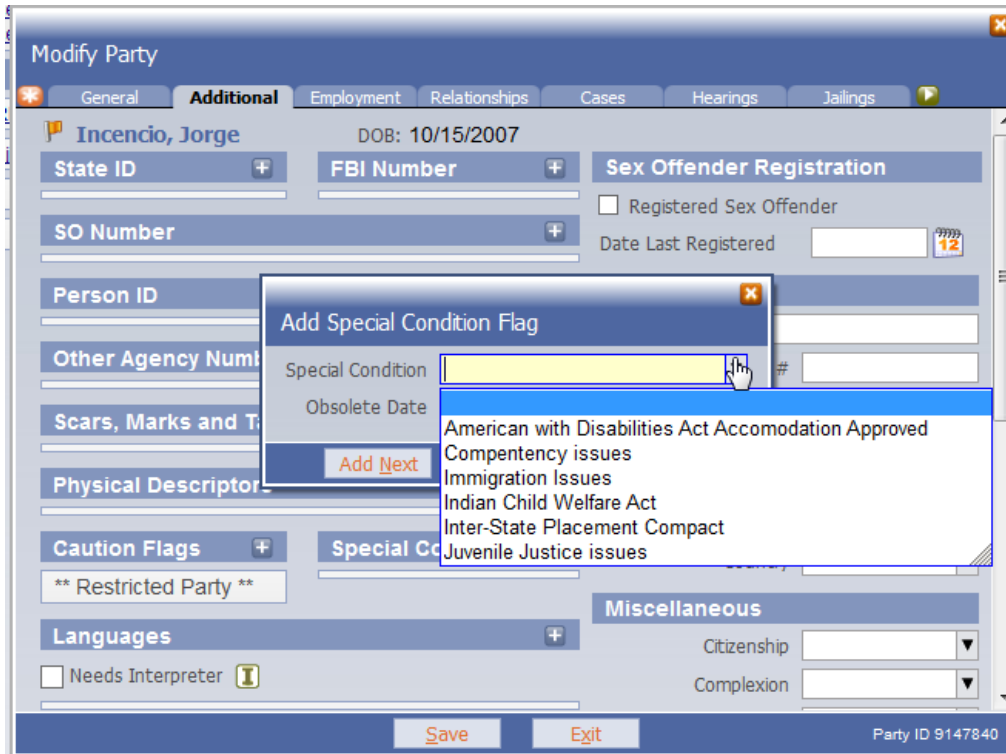 Modify Party
General Additional Employment Relationships Cases Hearings Jailings
Incencio, Jorge DOB: 10/15/2007
State ID FBI Number Sex Offender Registration
Registered Sex Offender
SO Number
Date Last Registered 12
Person ID
Add Special Condition Flag
Other Agency Numb
Special Condition #
Obsolete Date
Scars, Marks and Ta
American with Disabilities Act Accomodation Approved
Compentency issues
Add Next
Immigration Issues
Physical Descriptors
Indian Child Welfare Act
Inter-State Placement Compact
Caution Flags Special Co
Juvenile Justice issues
** Restricted Party **
Miscellaneous
Languages
Citizenship
Needs Interpreter I
Complexion
Save Exit Party ID 9147840